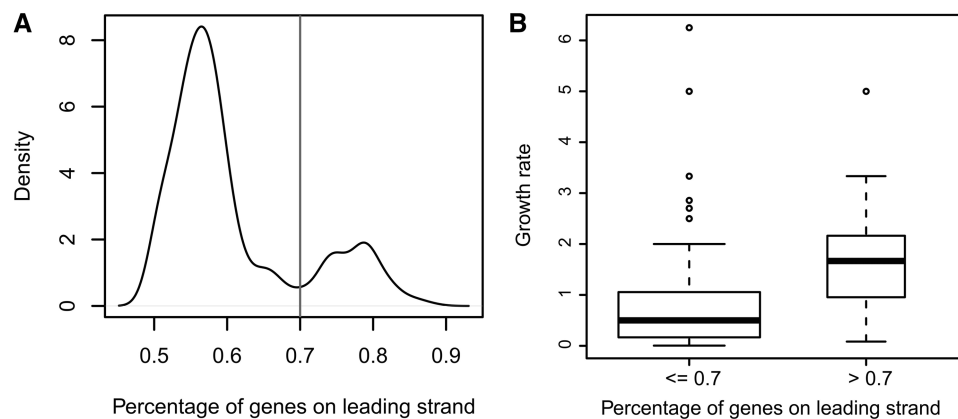 A
Density
8
6
4
2
0
0.5 0.6 0.7 0.8 0.9
Percentage of genes on leading strand
B
Growth rate
6
5
4
3
2
1
0
<= 0.7 > 0.7
Percentage of genes on leading strand